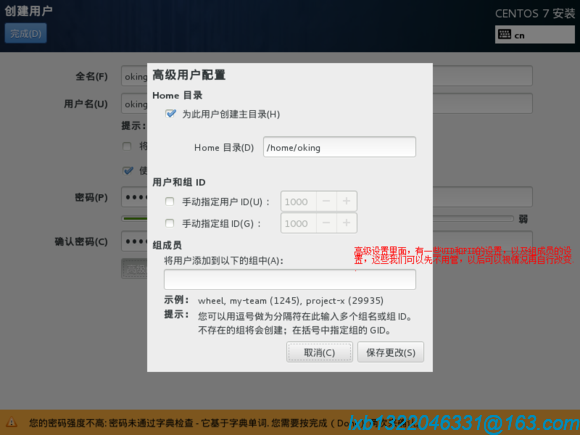 创建用户
CENTOS 7 安装
完成(D)
cn
全名(F)
oking
用户名(U)
oking
提示:
将
使
密码(P)
弱
确认密码(C)
高级用户配置
Home 目录
为此用户创建主目录(H)
Home 目录(D)
/home/oking
用户和组 ID
手动指定用户 ID(U)：
1000
手动指定组 ID(G)：
1000
组成员
将用户添加到以下的组中(A):
高级设置里面，有一些UID和GID的设置，以及组成员的设
置，这些我们可以先不用管，以后可以视情况再自行改变
示例： wheel, my-team (1245), project-x (29935)
提示： 您可以用逗号做为分隔符在此输入多个组名或组 ID。
不存在的组将会创建；在括号中指定组的 GID。
取消(C)
保存更改(S)
您的密码强度不高: 密码未通过字典检查 - 它基于字典单词. 您需要按完成（Do
lxb1322046331@163.com